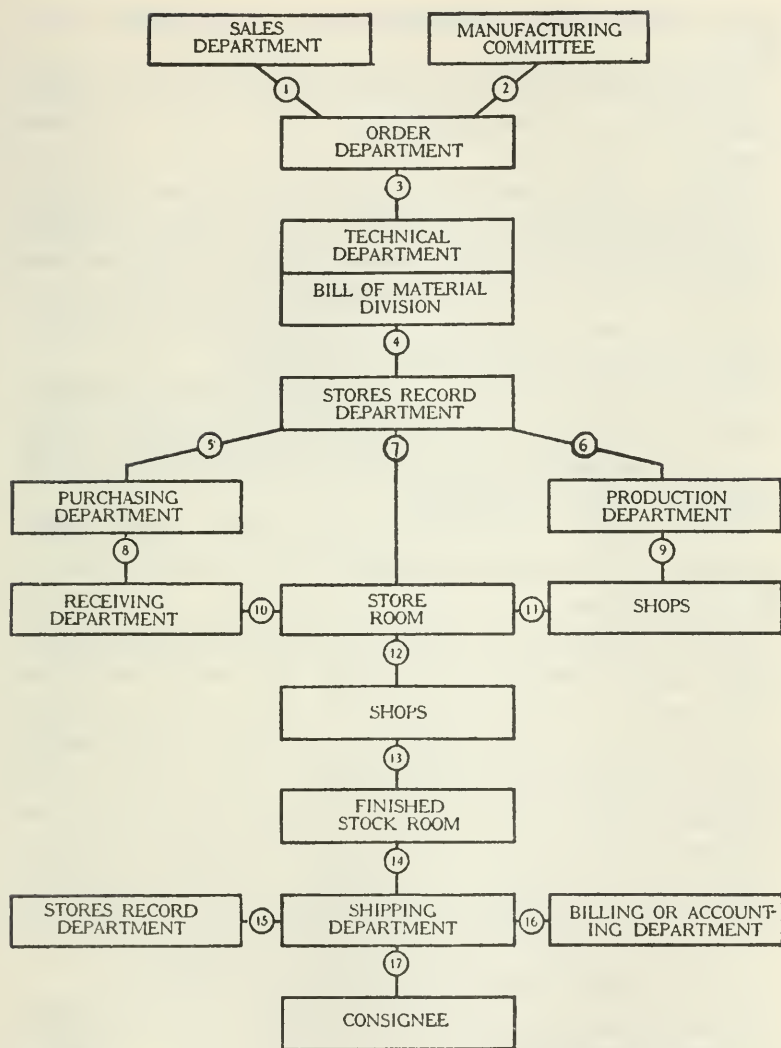 SALES
DEPARTMENT
MANUFACTURING
COMMITTEE
1
2
ORDER
DEPARTMENT
3
TECHNICAL
DEPARTMENT
BILL OF MATERIAL
DIVISION
4
STORES RECORD
DEPARTMENT
5
7
6
PURCHASING
DEPARTMENT
PRODUCTION
DEPARTMENT
8
9
RECEIVING
DEPARTMENT
10
STORE
ROOM
11
SHOPS
12
SHOPS
13
FINISHED
STOCK ROOM
14
STORES RECORD
DEPARTMENT
15
SHIPPING
DEPARTMENT
16
BILLING OR ACCOUNT-
ING DEPARTMENT
17
CONSIGNEE